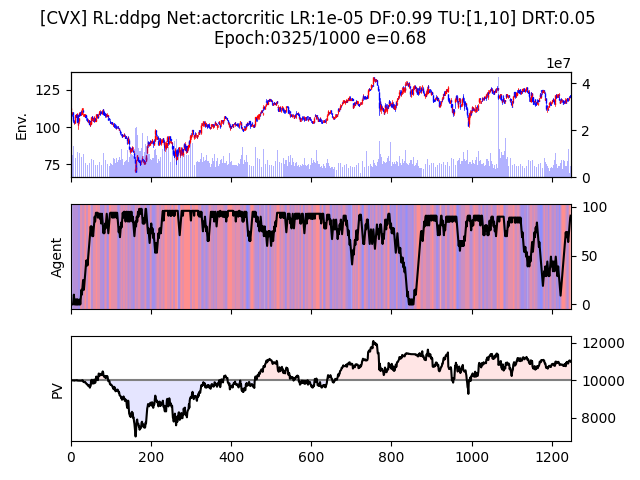 [CVX] RL:ddpg Net:actorcritic LR:1e-05 DF:0.99 TU:[1,10] DRT:0.05
Epoch:0325/1000 e=0.68
1e7
125
100
75
Env.
4
2
0
Agent
100
50
0
PV
12000
10000
8000
0 200 400 600 800 1000 1200